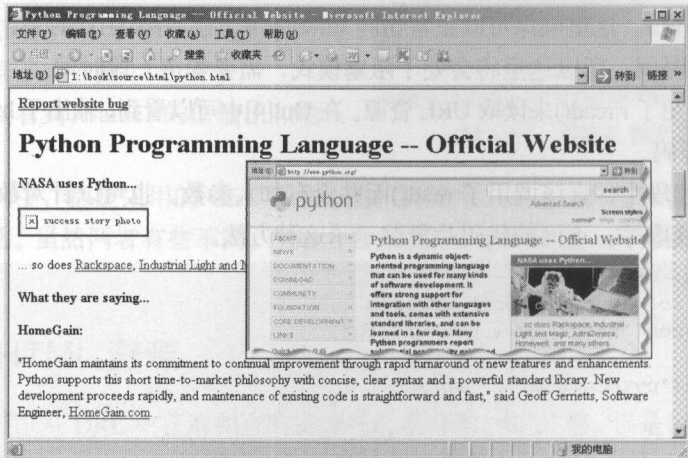 Python Programming Language -- Official Website - Microsoft Internet Explorer
文件(F) 编辑(E) 查看(V) 收藏(A) 工具(T) 帮助(H)
后退 搜索 收藏夹
地址(D) I:\book\source\html\python.html 转到 链接 »
Report website bug
Python Programming Language -- Official Website
NASA uses Python...
success story photo
... so does Rackspace, Industrial Light and M
What they are saying...
HomeGain:
"HomeGain maintains its commitment to continual improvement through rapid turnaround of new features and enhancements.
Python supports this short time-to-market philosophy with concise, clear syntax and a powerful standard library. New
development proceeds rapidly, and maintenance of existing code is straightforward and fast," said Geoff Gerrietts, Software
Engineer, HomeGain.com.
地址(D) http://www.python.org/ 转到
python
search
Advanced Search
Screen styles
normal* large
ABOUT
NEWS
DOCUMENTATION
DOWNLOAD
COMMUNITY
FOUNDATION
CORE DEVELOPMENT
LINKS
Python Programming Language -- Official Website
Python is a dynamic object-
oriented programming language
that can be used for many kinds
of software development. It
offers strong support for
integration with other languages
and tools, comes with extensive
standard libraries, and can be
learned in a few days. Many
Python programmers report
NASA uses Python...
... so does Rackspace, Industrial
Light and Magic, AstraZeneca,
Honeywell, and many others
我的电脑